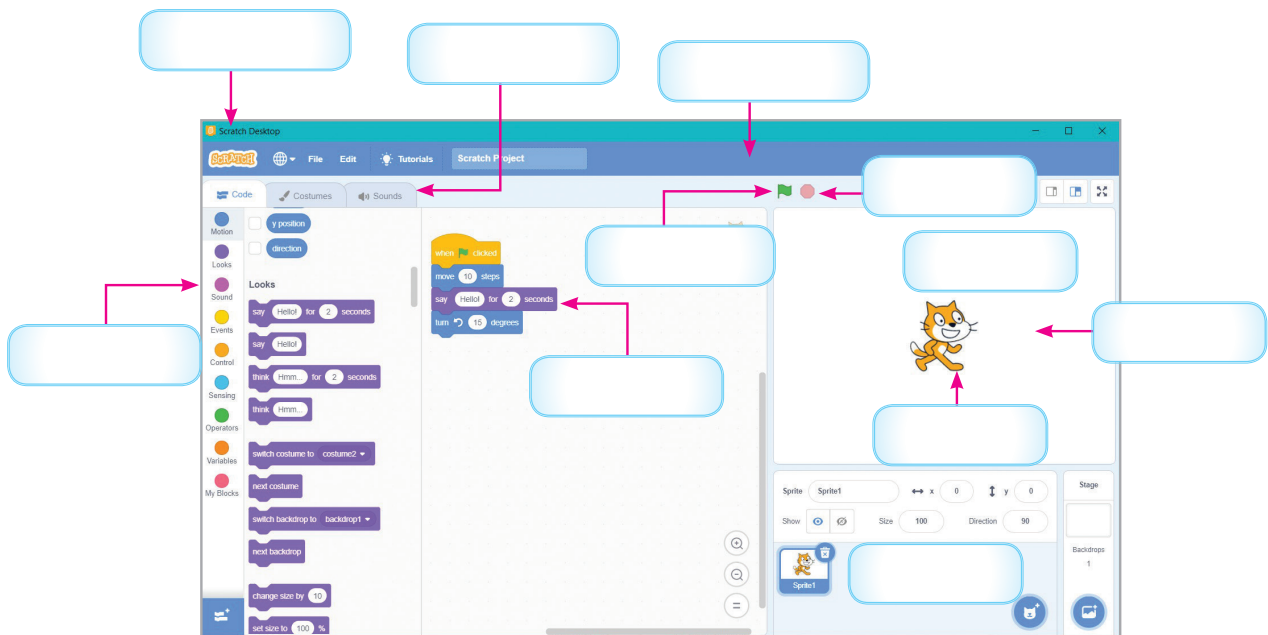 Scratch Desktop
SCRATCH File Edit Tutorials Scratch Project
Code Costumes Sounds
Motion
Looks
Sound
Events
Control
Sensing
Operators
Variables
My Blocks
y position
direction
Looks
say Hello! for 2 seconds
say Hello!
think Hmm... for 2 seconds
think Hmm...
switch costume to costume2
next costume
switch backdrop to backdrop1
next backdrop
change size by 10
set size to 100 %
when clicked
move 10 steps
say Hello! for 2 seconds
turn 15 degrees
Sprite Sprite1 x 0 y 0
Show Size 100 Direction 90
Sprite1
Stage
Backdrops
1